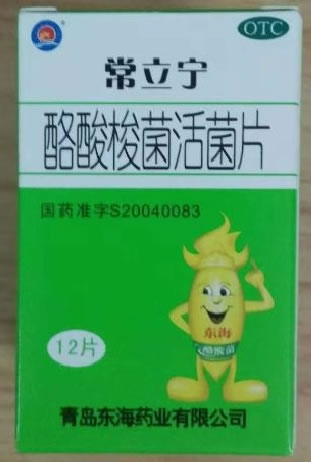 OTC
常立宁
酪酸梭菌活菌片
国药准字S20040083
东海
酪酸菌
12片
青岛东海药业有限公司